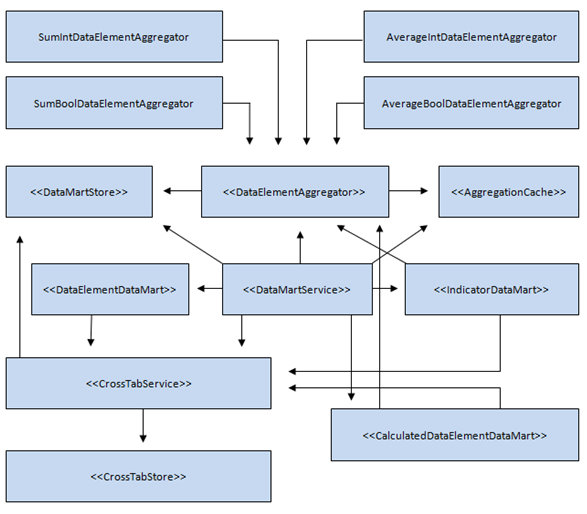 SumIntDataElementAggregator
AverageIntDataElementAggregator
SumBoolDataElementAggregator
AverageBoolDataElementAggregator
<<DataMartStore>>
<<DataElementAggregator>>
<<AggregationCache>>
<<DataElementDataMart>>
<<DataMartService>>
<<IndicatorDataMart>>
<<CrossTabService>>
<<CalculatedDataElementDataMart>>
<<CrossTabStore>>